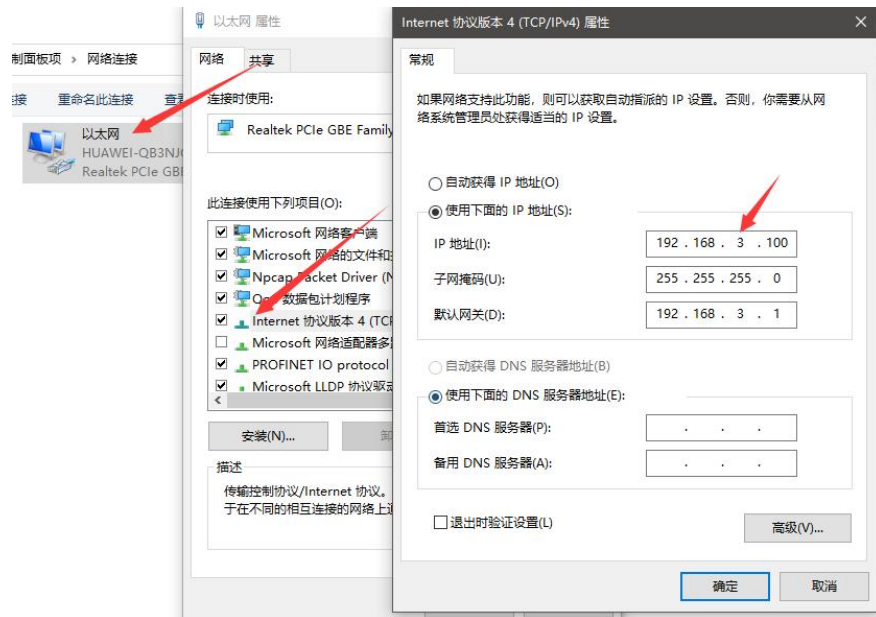 制面板项 › 网络连接
接 重命名此连接 查看
以太网
HUAWEI-QB3NJ
Realtek PCIe GBE
以太网 属性
网络 共享
连接时使用:
Realtek PCIe GBE Family
此连接使用下列项目(O):
Microsoft 网络客户端
Microsoft 网络的文件和
Npcap Packet Driver (N
QoS 数据包计划程序
Internet 协议版本 4 (TCP
Microsoft 网络适配器多
PROFINET IO protocol
Microsoft LLDP 协议驱动
安装(N)... 卸
描述
传输控制协议/Internet 协议。
于在不同的相互连接的网络上
Internet 协议版本 4 (TCP/IPv4) 属性
常规
如果网络支持此功能，则可以获取自动指派的 IP 设置。否则，你需要从网
络系统管理员处获得适当的 IP 设置。
自动获得 IP 地址(O)
使用下面的 IP 地址(S):
IP 地址(I): 192 . 168 . 3 . 100
子网掩码(U): 255 . 255 . 255 . 0
默认网关(D): 192 . 168 . 3 . 1
自动获得 DNS 服务器地址(B)
使用下面的 DNS 服务器地址(E):
首选 DNS 服务器(P): . . .
备用 DNS 服务器(A): . . .
退出时验证设置(L)
高级(V)...
确定 取消